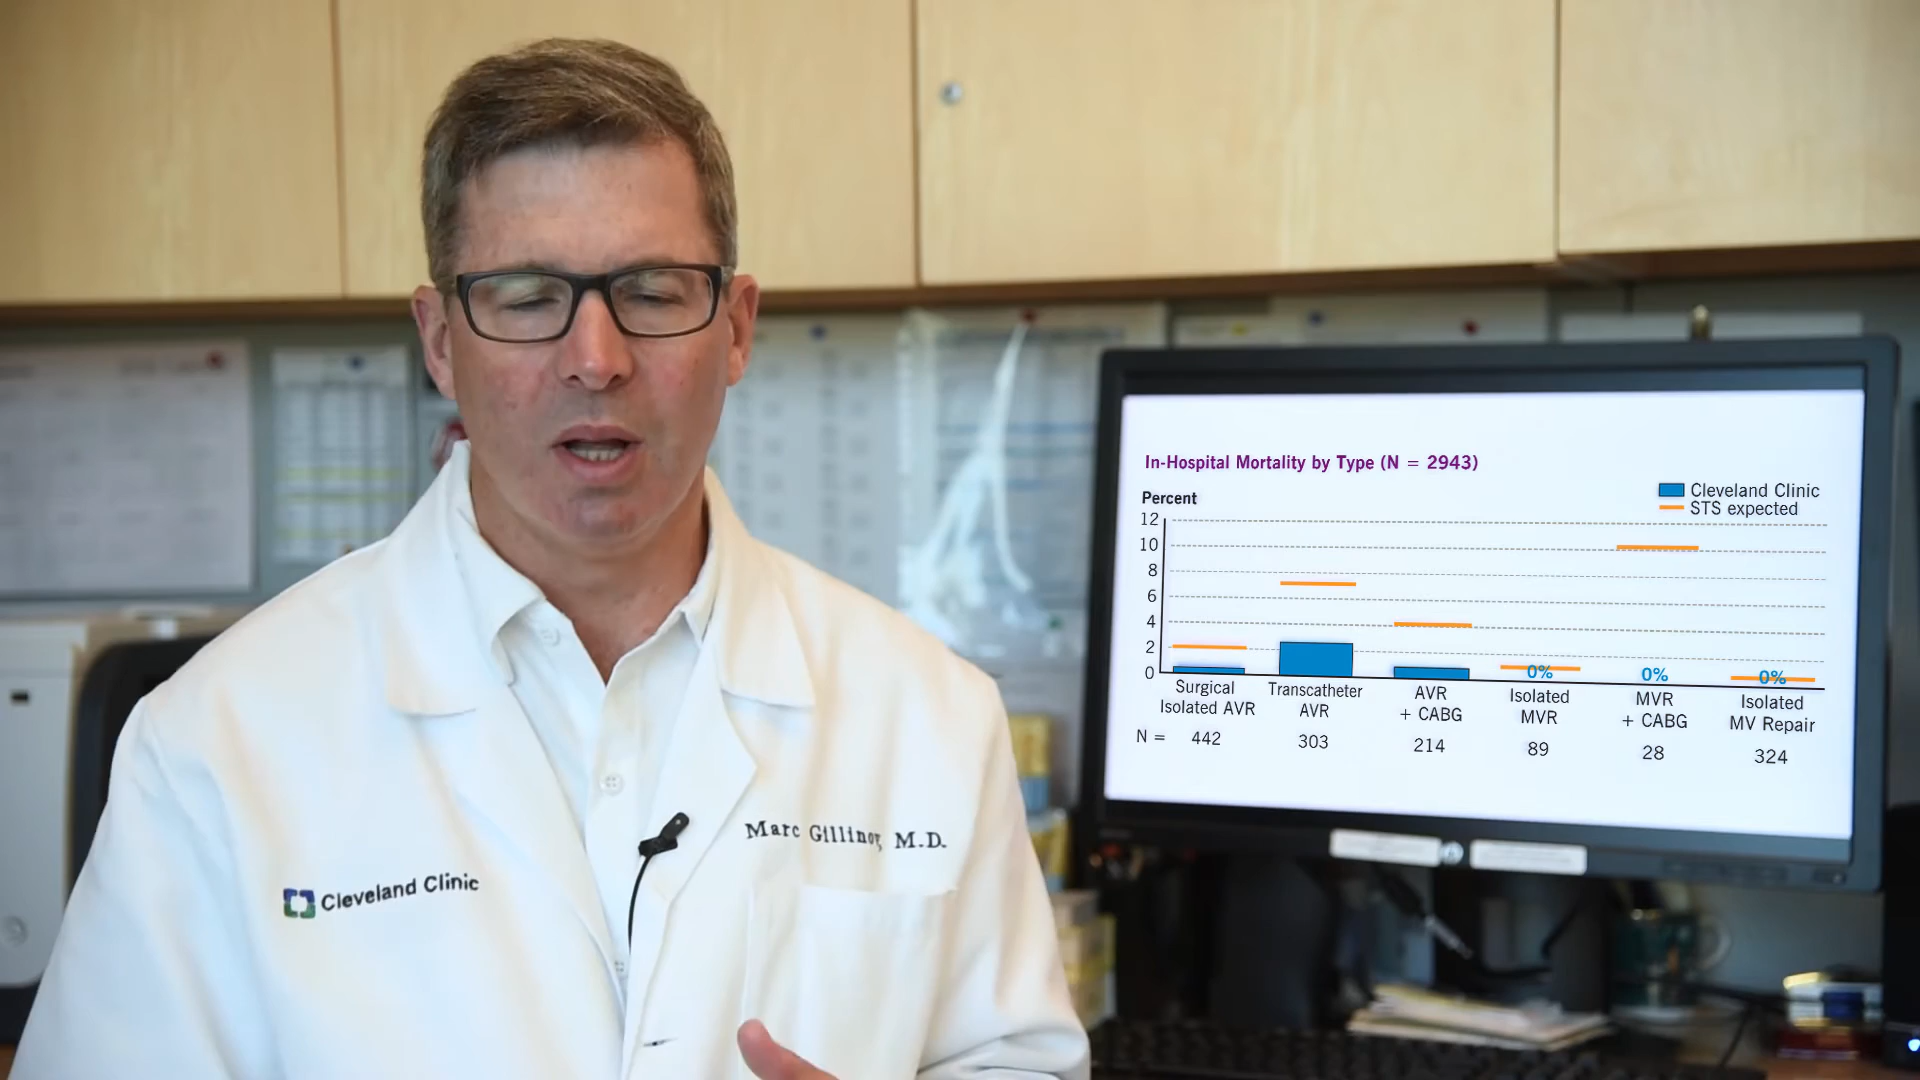 In-Hospital Mortality by Type (N = 2943)
Percent
Cleveland Clinic
STS expected
12
10
8
6
4
2
0
0%
0%
0%
Surgical
Isolated AVR
Transcatheter
AVR
AVR
+ CABG
Isolated
MVR
MVR
+ CABG
Isolated
MV Repair
N = 442 303 214 89 28 324
Marc Gillinov, M.D.
Cleveland Clinic